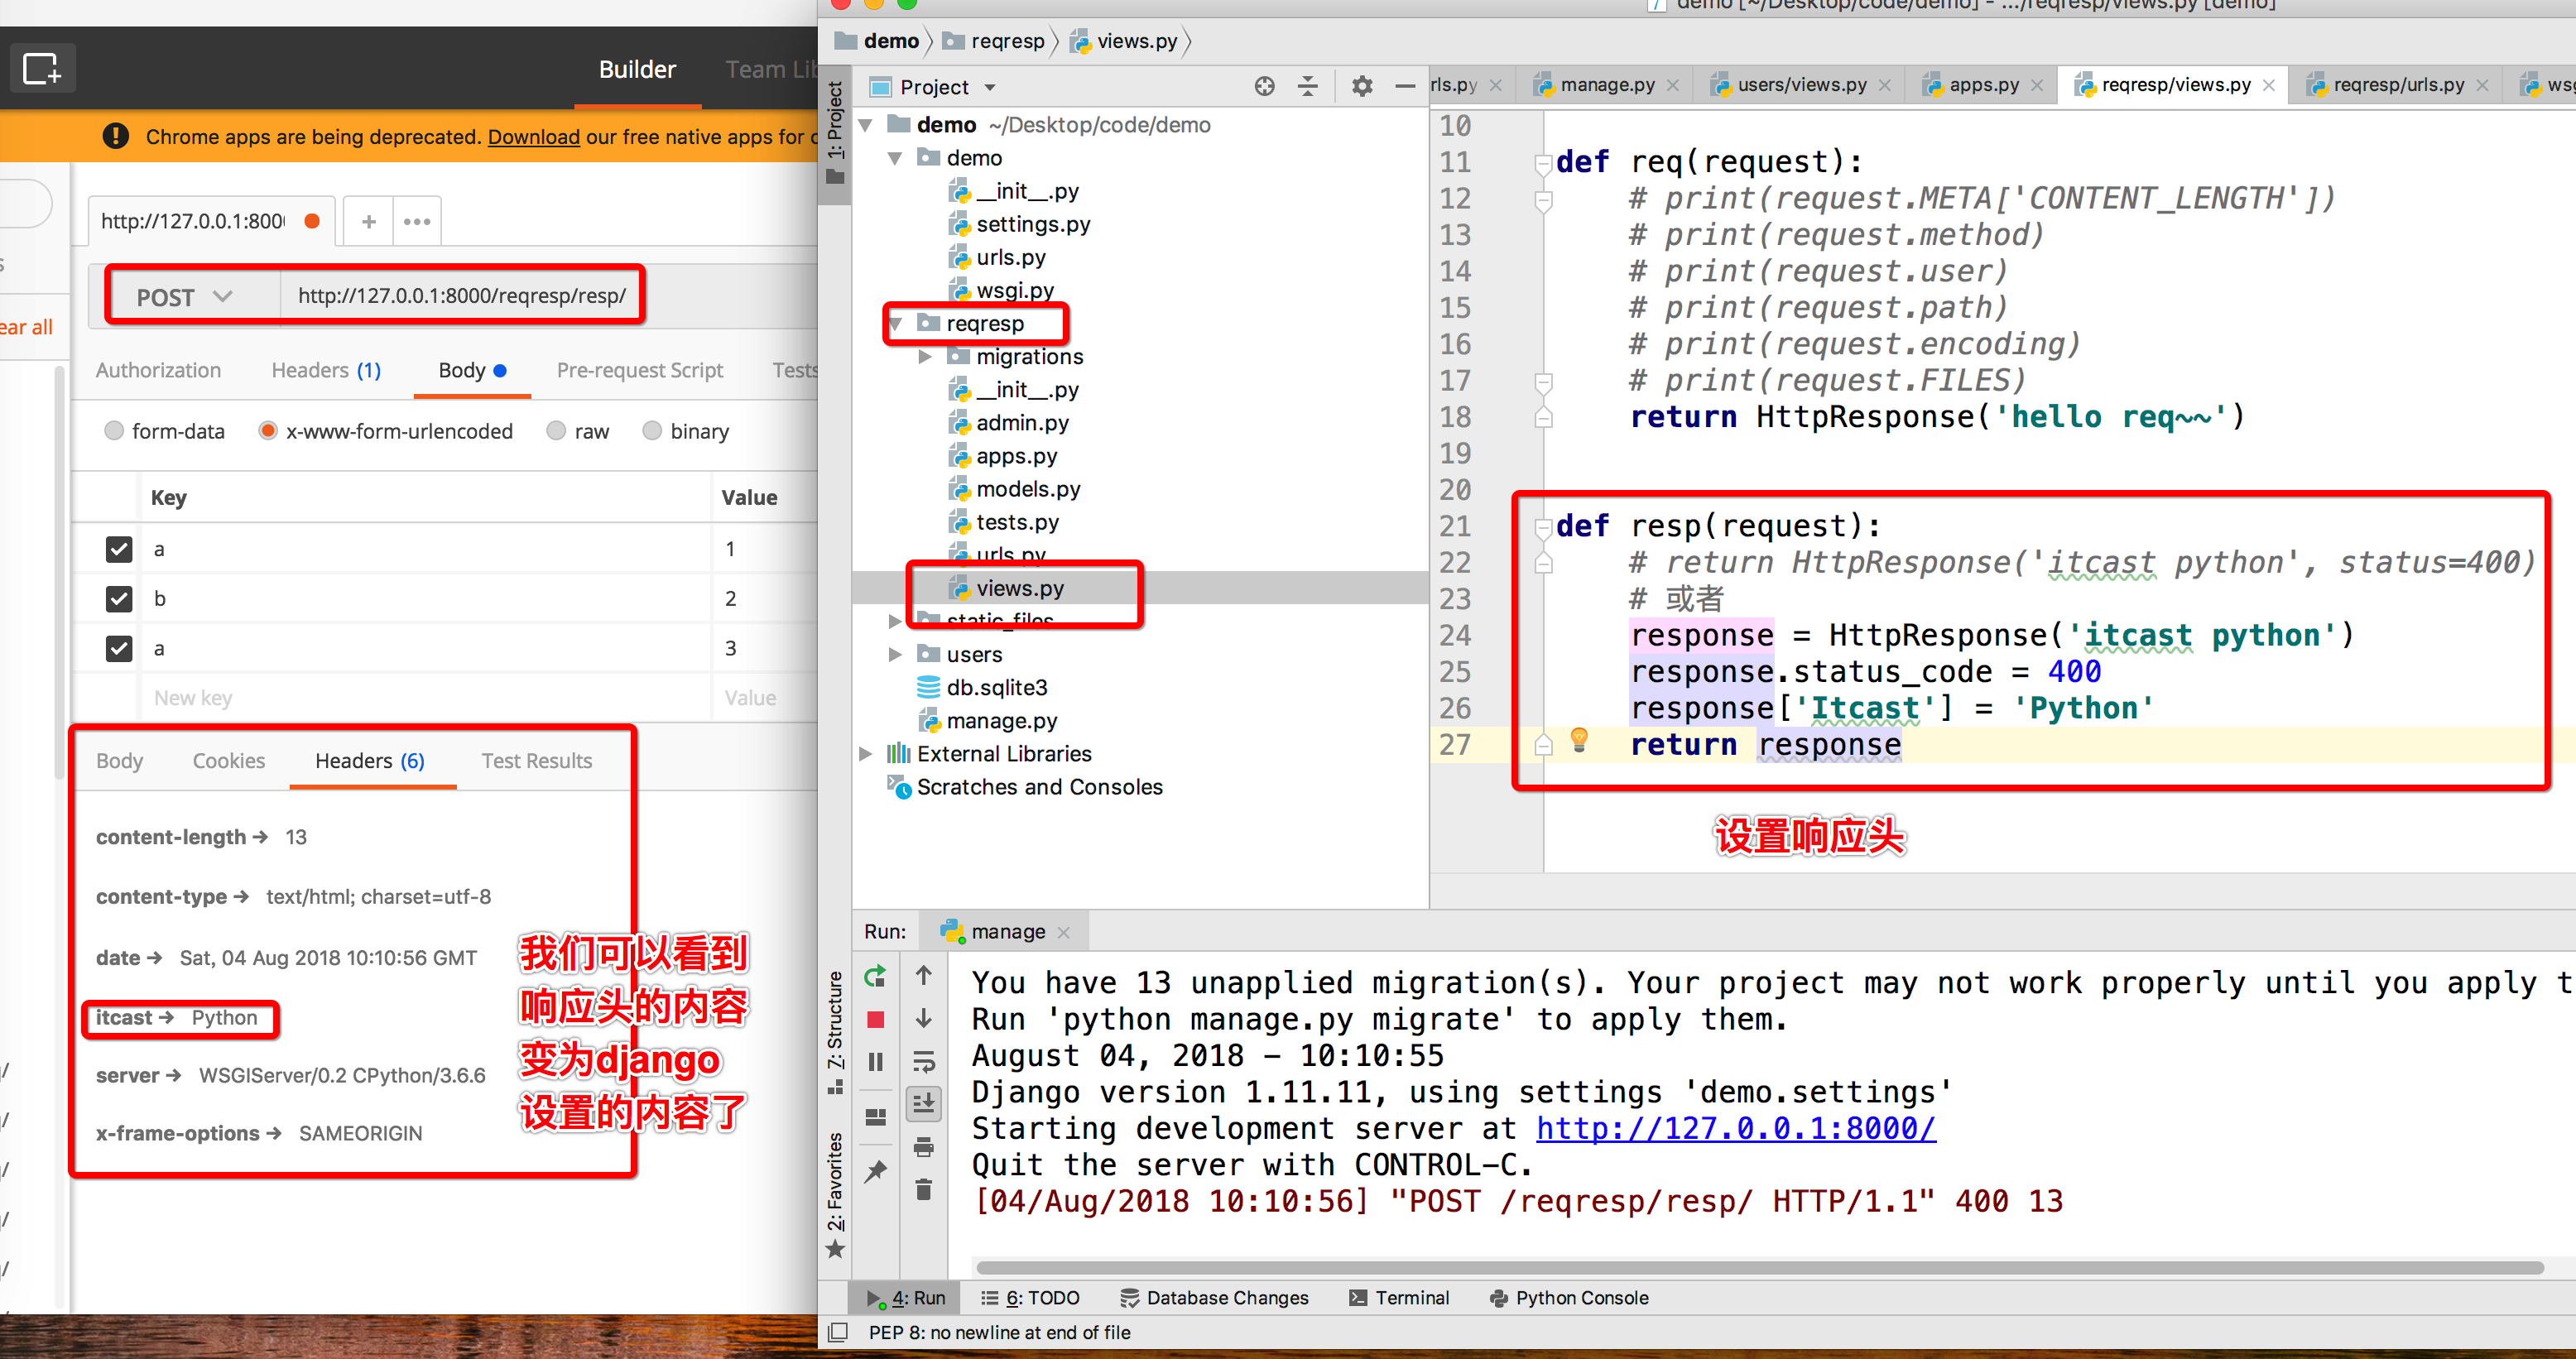 Builder
Team Lib
Chrome apps are being deprecated. Download our free native apps for
http://127.0.0.1:800
POST
http://127.0.0.1:8000/reqresp/resp/
ear all
Authorization
Headers (1)
Body
Pre-request Script
Tests
form-data
x-www-form-urlencoded
raw
binary
Key
Value
a
1
b
2
a
3
New key
Value
Body
Cookies
Headers (6)
Test Results
content-length → 13
content-type → text/html; charset=utf-8
date → Sat, 04 Aug 2018 10:10:56 GMT
itcast → Python
server → WSGIServer/0.2 CPython/3.6.6
x-frame-options → SAMEORIGIN
我们可以看到
响应头的内容
变为django
设置的内容了
demo [~/Desktop/code/demo] - .../reqresp/views.py [demo]
demo
reqresp
views.py
1: Project
Project
demo ~/Desktop/code/demo
demo
__init__.py
settings.py
urls.py
wsgi.py
reqresp
migrations
__init__.py
admin.py
apps.py
models.py
tests.py
urls.py
views.py
static_files
users
db.sqlite3
manage.py
External Libraries
Scratches and Consoles
rls.py
manage.py
users/views.py
apps.py
reqresp/views.py
reqresp/urls.py
wsg
10
11 def req(request):
12 # print(request.META['CONTENT_LENGTH'])
13 # print(request.method)
14 # print(request.user)
15 # print(request.path)
16 # print(request.encoding)
17 # print(request.FILES)
18 return HttpResponse('hello req~~')
19
20
21 def resp(request):
22 # return HttpResponse('itcast python', status=400)
23 # 或者
24 response = HttpResponse('itcast python')
25 response.status_code = 400
26 response['Itcast'] = 'Python'
27 return response
设置响应头
Run:
manage
7: Structure
2: Favorites
You have 13 unapplied migration(s). Your project may not work properly until you apply t
Run 'python manage.py migrate' to apply them.
August 04, 2018 - 10:10:55
Django version 1.11.11, using settings 'demo.settings'
Starting development server at http://127.0.0.1:8000/
Quit the server with CONTROL-C.
[04/Aug/2018 10:10:56] "POST /reqresp/resp/ HTTP/1.1" 400 13
4: Run
6: TODO
Database Changes
Terminal
Python Console
PEP 8: no newline at end of file